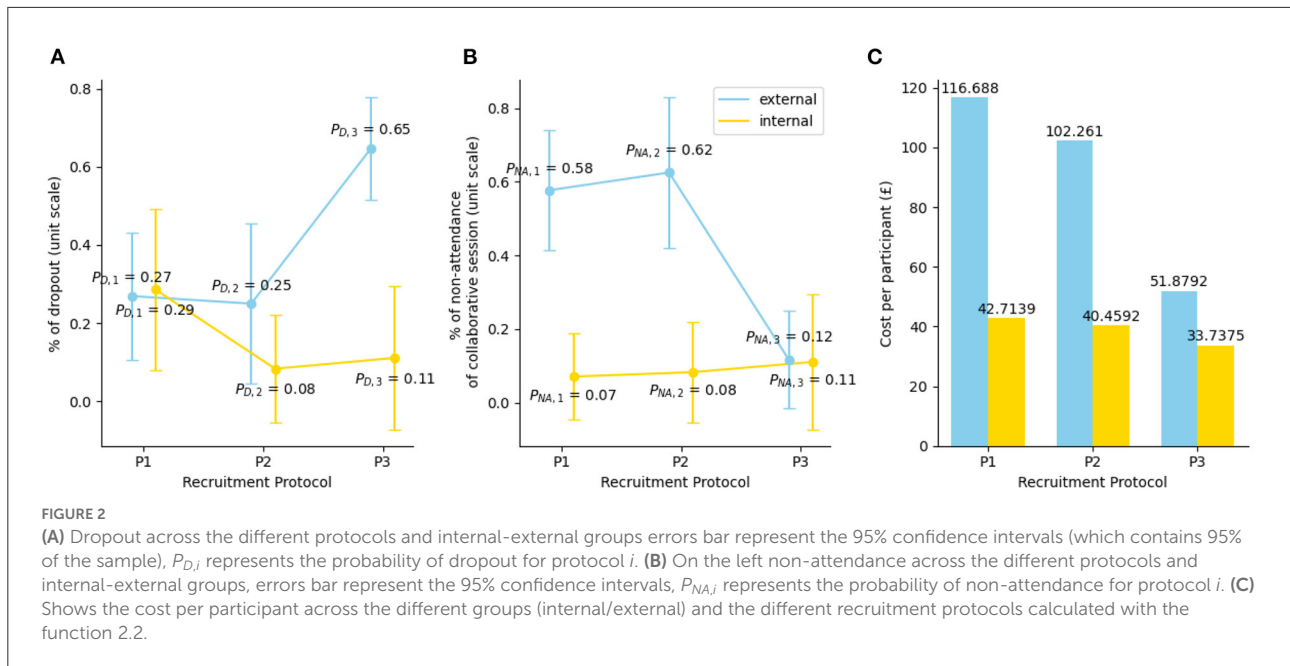 A
% of dropout (unit scale)
0.8
0.6
0.4
0.2
0.0
P_{D,3} = 0.65
P_{D,1} = 0.27
P_{D,2} = 0.25
P_{D,1} = 0.29
P_{D,2} = 0.08
P_{D,3} = 0.11
P1 P2 P3
Recruitment Protocol
B
% of non-attendance
of collaborative session (unit scale)
0.8
0.6
0.4
0.2
0.0
external
internal
P_{NA,1} = 0.58
P_{NA,2} = 0.62
P_{NA,3} = 0.12
P_{NA,1} = 0.07
P_{NA,2} = 0.08
P_{NA,3} = 0.11
P1 P2 P3
Recruitment Protocol
C
Cost per participant (£)
120
100
80
60
40
20
0
116.688
102.261
51.8792
42.7139
40.4592
33.7375
P1 P2 P3
Recruitment Protocol
FIGURE 2
(A) Dropout across the different protocols and internal-external groups errors bar represent the 95% confidence intervals (which contains 95%
of the sample), P_{D,i} represents the probability of dropout for protocol i. (B) On the left non-attendance across the different protocols and
internal-external groups, errors bar represent the 95% confidence intervals, P_{NA,i} represents the probability of non-attendance for protocol i. (C)
Shows the cost per participant across the different groups (internal/external) and the different recruitment protocols calculated with the
function 2.2.